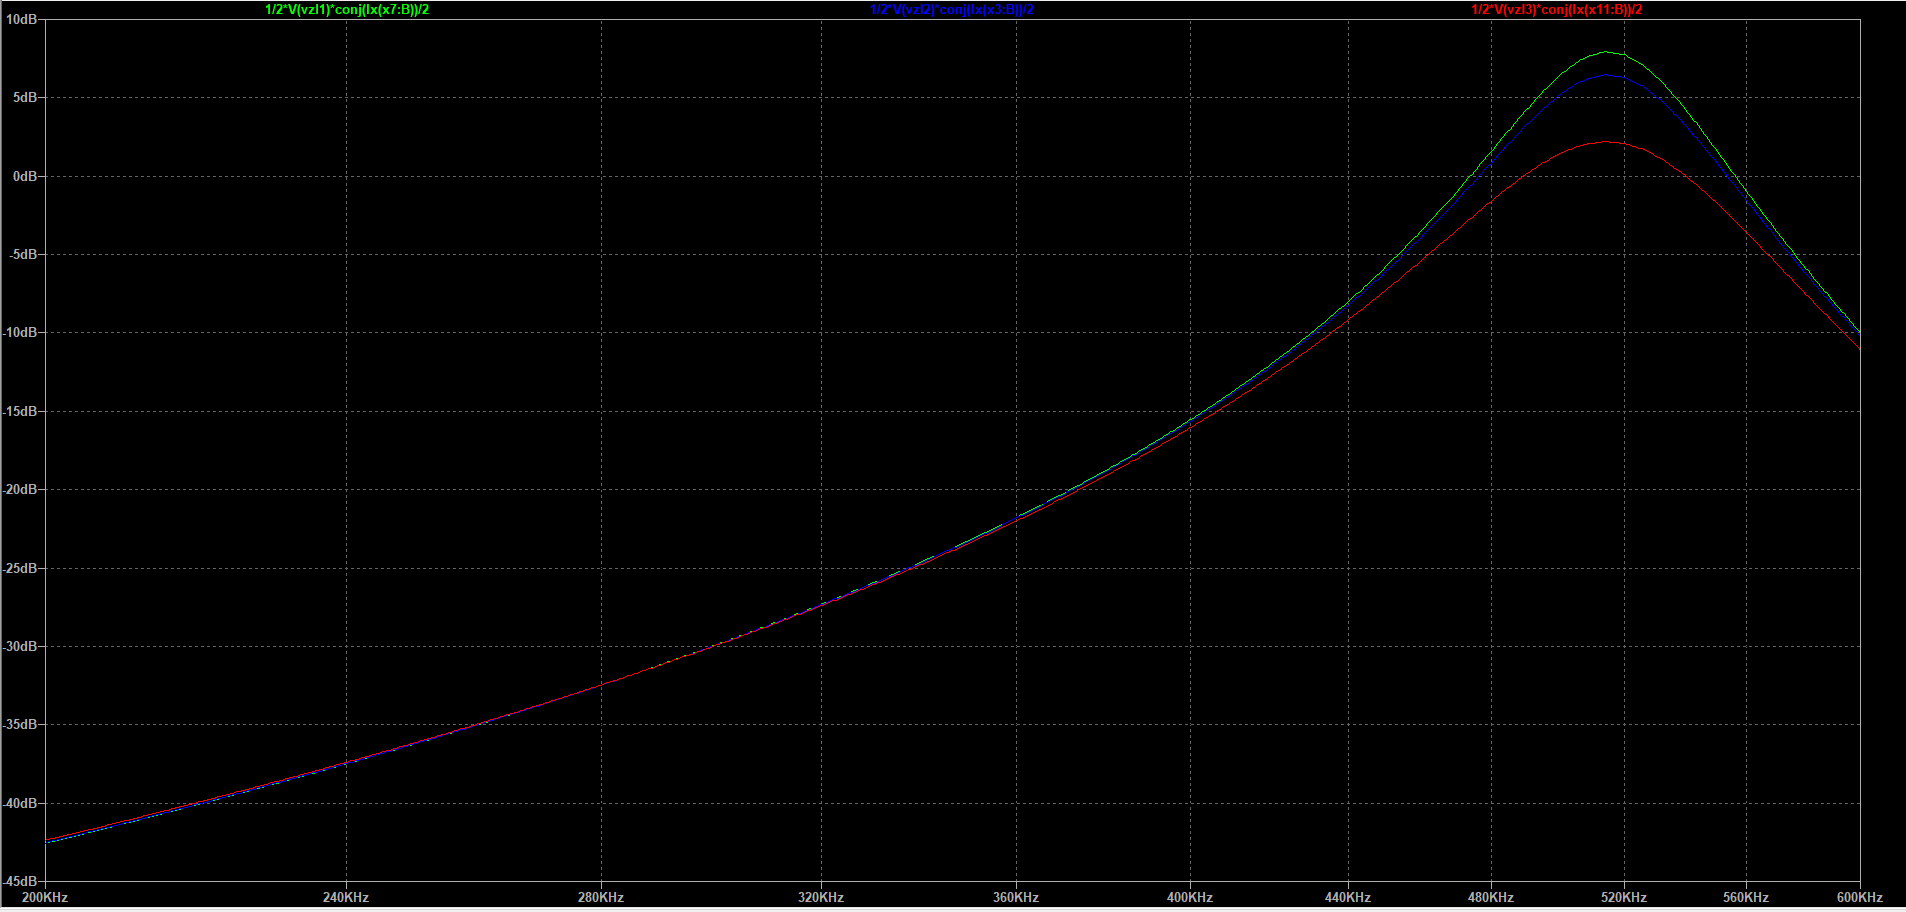 1/2*V(vzl1)*conj(Ix(x7:B))/2 1/2*V(vzl2)*conj(Ix(x3:B))/2 1/2*V(vzl3)*conj(Ix(x11:B))/2
10dB
5dB
0dB
-5dB
-10dB
-15dB
-20dB
-25dB
-30dB
-35dB
-40dB
-45dB
200KHz 240KHz 280KHz 320KHz 360KHz 400KHz 440KHz 480KHz 520KHz 560KHz 600KHz